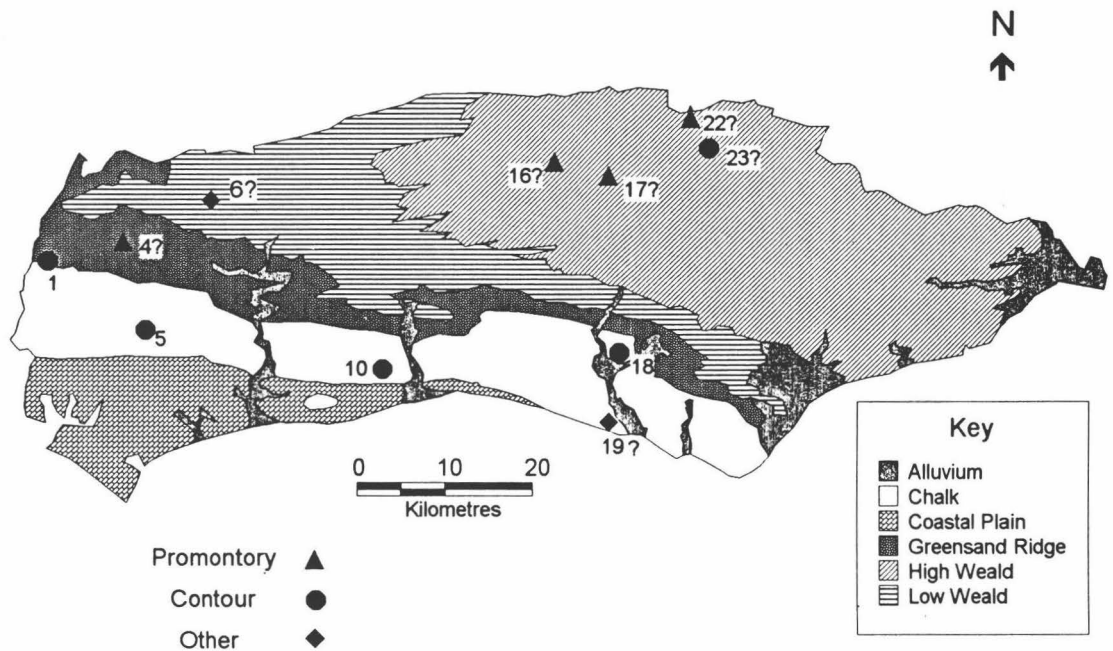 N
22?
23?
16?
17?
6?
4?
1
5
10
18
19?
0 10 20
Kilometres
Key
Alluvium
Chalk
Coastal Plain
Greensand Ridge
High Weald
Low Weald
Promontory
Contour
Other